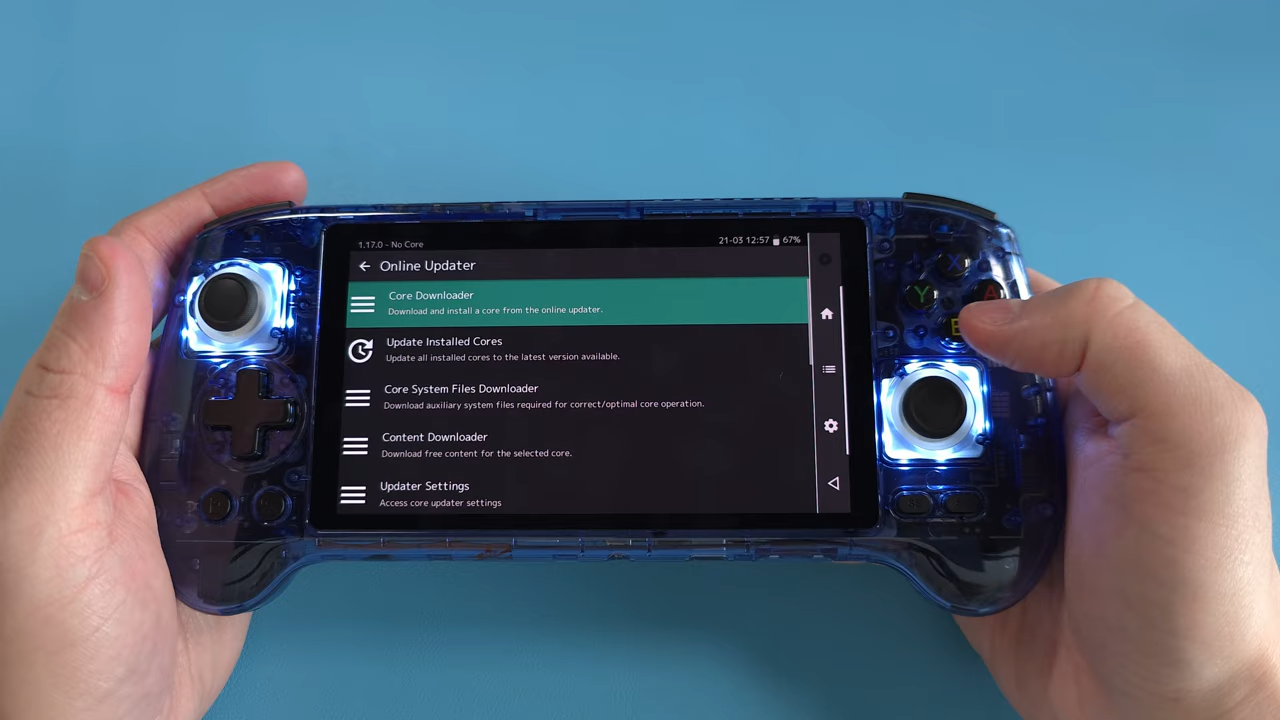 1.17.0 - No Core
21-03 12:57 67%
Online Updater
Core Downloader
Download and install a core from the online updater.
Update Installed Cores
Update all installed cores to the latest version available.
Core System Files Downloader
Download auxiliary system files required for correct/optimal core operation.
Content Downloader
Download free content for the selected core.
Updater Settings
Access core updater settings
X
Y
A
B